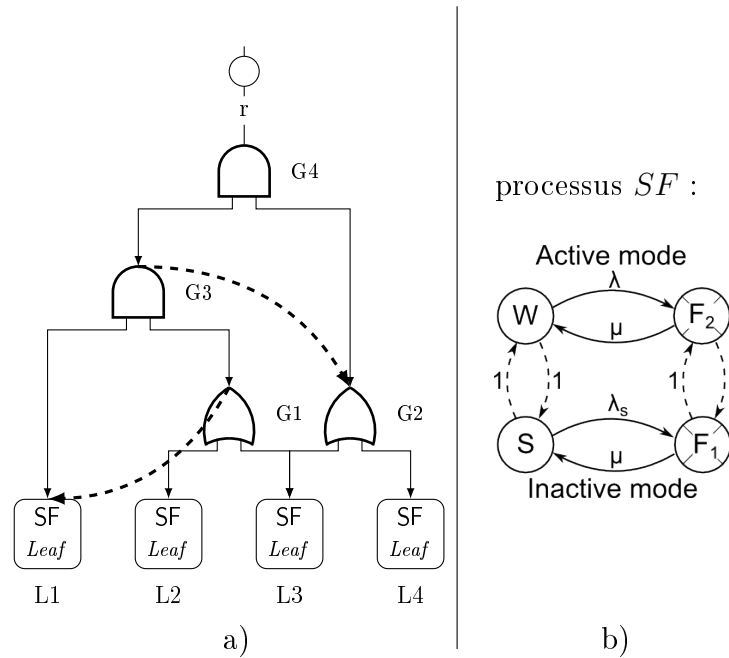 r
G4
G3
G1
G2
SF
Leaf
L1
SF
Leaf
L2
SF
Leaf
L3
SF
Leaf
L4
a)
processus SF :
Active mode
λ
W
F2
μ
1
1
1
λs
S
F1
μ
Inactive mode
b)